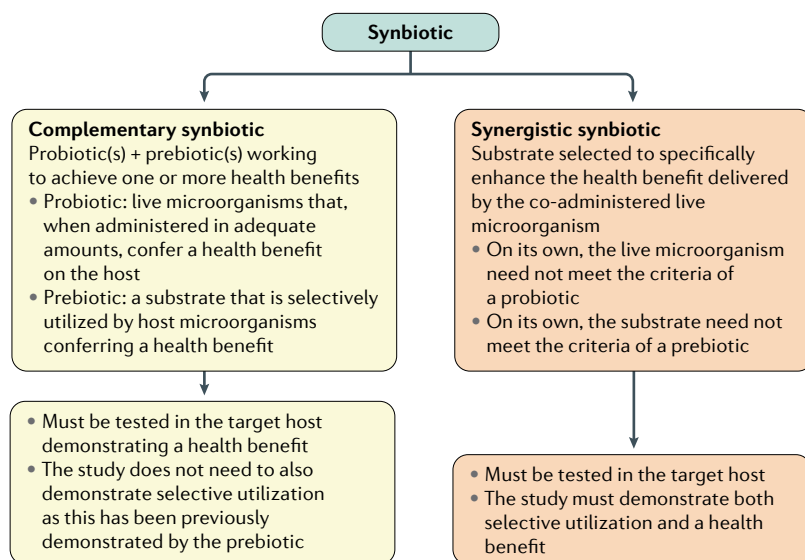 Synbiotic
Complementary synbiotic
Probiotic(s) + prebiotic(s) working
to achieve one or more health benefits
• Probiotic: live microorganisms that,
when administered in adequate
amounts, confer a health benefit
on the host
• Prebiotic: a substrate that is selectively
utilized by host microorganisms
conferring a health benefit
• Must be tested in the target host
demonstrating a health benefit
• The study does not need to also
demonstrate selective utilization
as this has been previously
demonstrated by the prebiotic
Synergistic synbiotic
Substrate selected to specifically
enhance the health benefit delivered
by the co-administered live
microorganism
• On its own, the live microorganism
need not meet the criteria of
a probiotic
• On its own, the substrate need not
meet the criteria of a prebiotic
• Must be tested in the target host
• The study must demonstrate both
selective utilization and a health
benefit